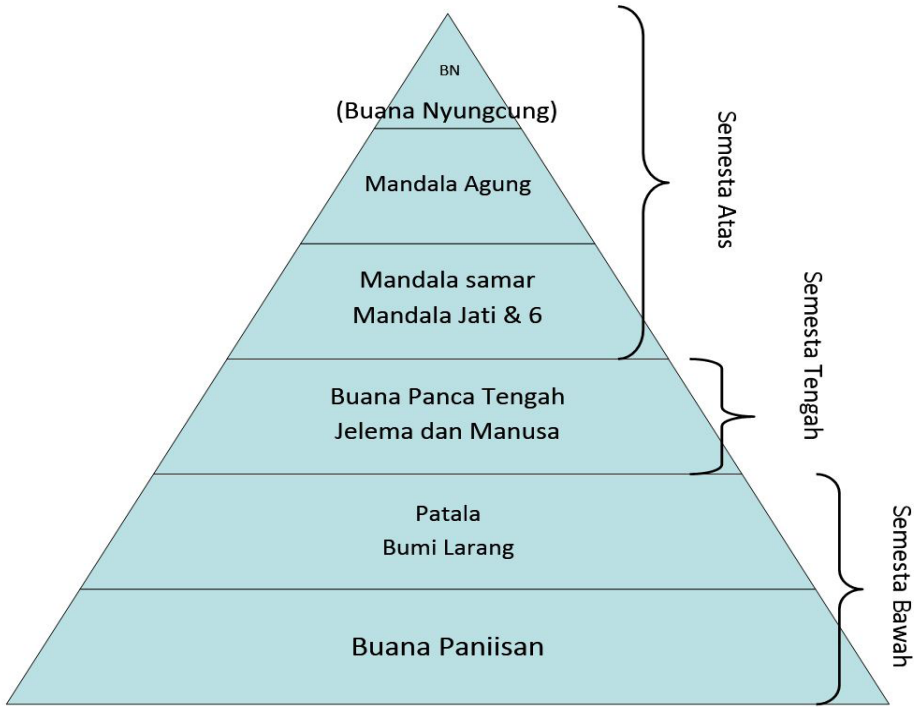 BN
(Buana Nyungcung)
Mandala Agung
Mandala samar
Mandala Jati & 6
Buana Panca Tengah
Jelema dan Manusa
Patala
Bumi Larang
Buana Paniisan
Semesta Atas
Semesta Tengah
Semesta Bawah